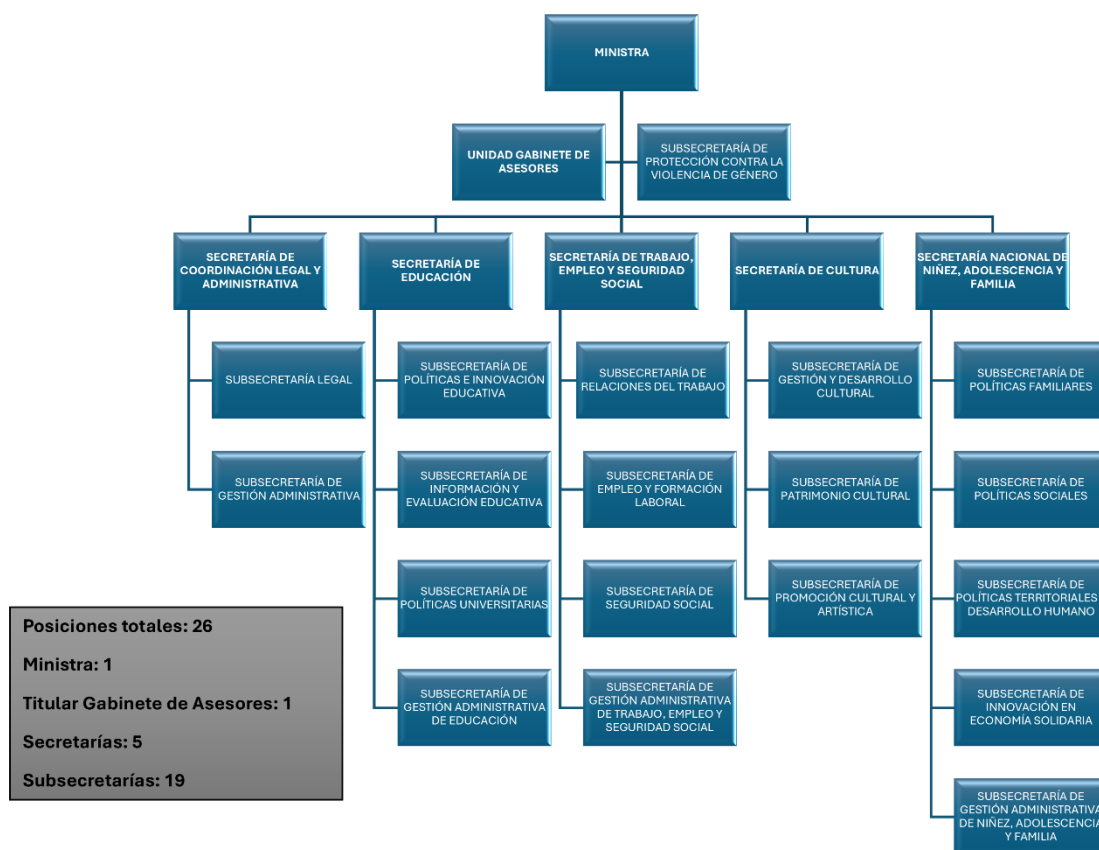 MINISTRA
UNIDAD GABINETE DE
ASESORES
SUBSECRETARÍA DE
PROTECCIÓN CONTRA LA
VIOLENCIA DE GÉNERO
SECRETARÍA DE
COORDINACIÓN LEGAL Y
ADMINISTRATIVA
SECRETARÍA DE
EDUCACIÓN
SECRETARÍA DE TRABAJO,
EMPLEO Y SEGURIDAD
SOCIAL
SECRETARÍA DE CULTURA
SECRETARÍA NACIONAL DE
NIÑEZ, ADOLESCENCIA Y
FAMILIA
SUBSECRETARÍA LEGAL
SUBSECRETARÍA DE
GESTIÓN ADMINISTRATIVA
SUBSECRETARÍA DE
POLÍTICAS E INNOVACIÓN
EDUCATIVA
SUBSECRETARÍA DE
INFORMACIÓN Y
EVALUACIÓN EDUCATIVA
SUBSECRETARÍA DE
POLÍTICAS UNIVERSITARIAS
SUBSECRETARÍA DE
GESTIÓN ADMINISTRATIVA
DE EDUCACIÓN
SUBSECRETARÍA DE
RELACIONES DEL TRABAJO
SUBSECRETARÍA DE
EMPLEO Y FORMACIÓN
LABORAL
SUBSECRETARÍA DE
SEGURIDAD SOCIAL
SUBSECRETARÍA DE
GESTIÓN ADMINISTRATIVA
DE TRABAJO, EMPLEO Y
SEGURIDAD SOCIAL
SUBSECRETARÍA DE
GESTIÓN Y DESARROLLO
CULTURAL
SUBSECRETARÍA DE
PATRIMONIO CULTURAL
SUBSECRETARÍA DE
PROMOCIÓN CULTURAL Y
ARTÍSTICA
SUBSECRETARÍA DE
POLÍTICAS FAMILIARES
SUBSECRETARÍA DE
POLÍTICAS SOCIALES
SUBSECRETARÍA DE
POLÍTICAS TERRITORIALES
DESARROLLO HUMANO
SUBSECRETARÍA DE
INNOVACIÓN EN
ECONOMÍA SOLIDARIA
SUBSECRETARÍA DE
GESTIÓN ADMINISTRATIVA
DE NIÑEZ, ADOLESCENCIA
Y FAMILIA
Posiciones totales: 26
Ministra: 1
Titular Gabinete de Asesores: 1
Secretarías: 5
Subsecretarías: 19